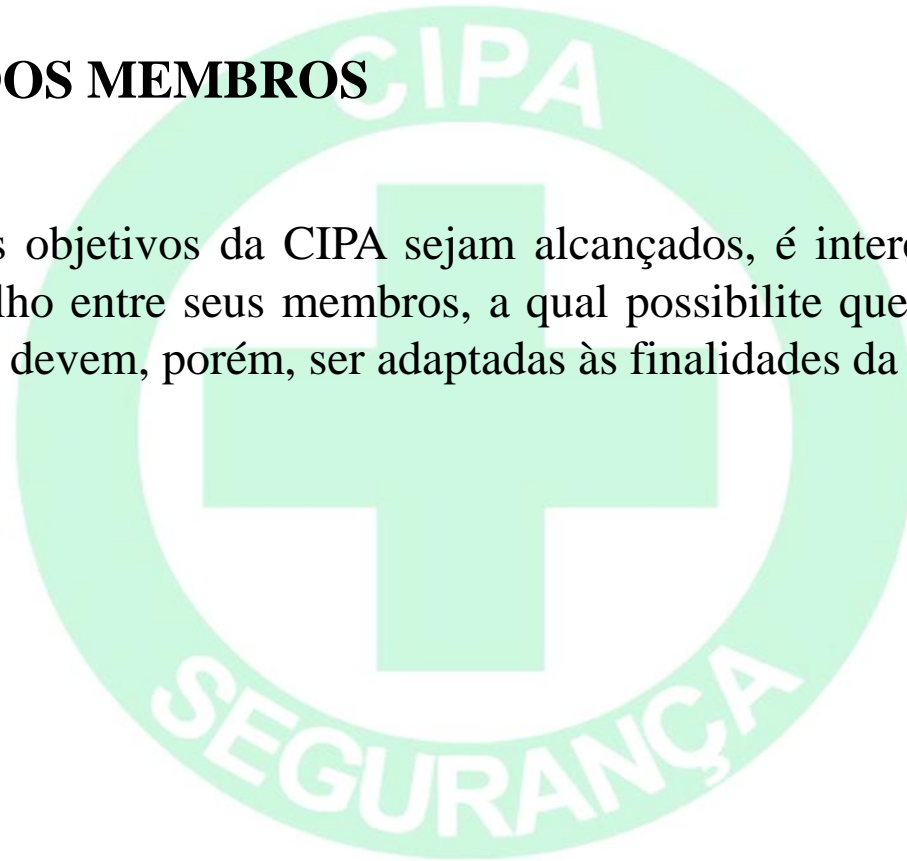 CIPA
DOS MEMBROS
s objetivos da CIPA sejam alcançados, é inter
lho entre seus membros, a qual possibilite que
devem, porém, ser adaptadas às finalidades da
SEGURANÇA